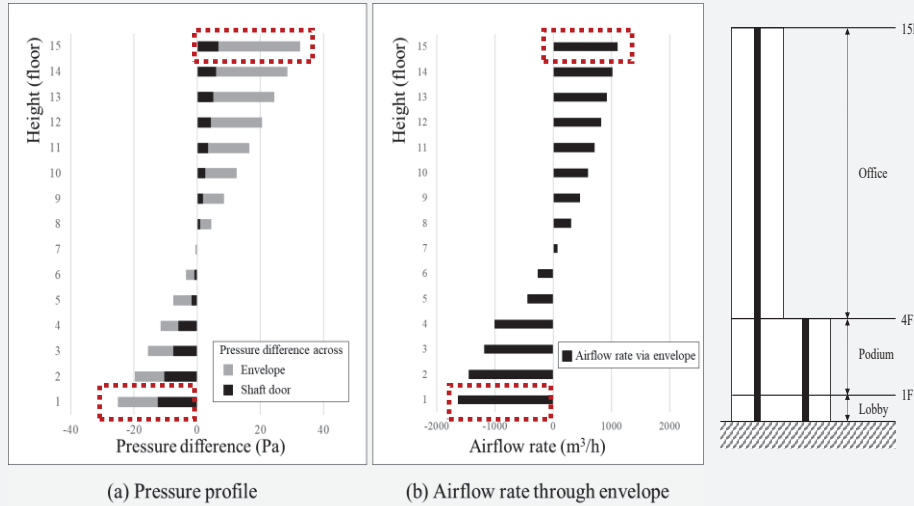 Height (floor)
15
14
13
12
11
10
9
8
7
6
5
4
3
2
1
Pressure difference across
Envelope
Shaft door
-40
-20
0
20
40
Pressure difference (Pa)
(a) Pressure profile
Height (floor)
15
14
13
12
11
10
9
8
7
6
5
4
3
2
1
Airflow rate via envelope
-2000
-1000
0
1000
2000
Airflow rate (m³/h)
(b) Airflow rate through envelope
Office
4F
Podium
1F
Lobby